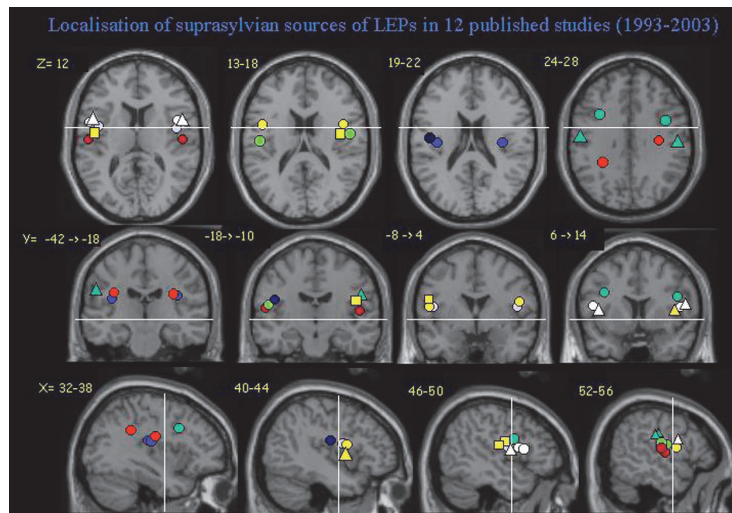 Localisation of suprasylvian sources of LEPs in 12 published studies (1993-2003)
Z= 12 13-18 19-22 24-28
Y= -42 -> -18 -18-> -10 -8 -> 4 6 -> 14
X= 32-38 40-44 46-50 52-56